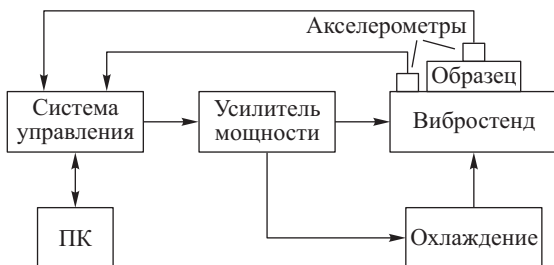 Акселерометры
Образец
Система
управления
Усилитель
мощности
Вибростенд
ПК
Охлаждение